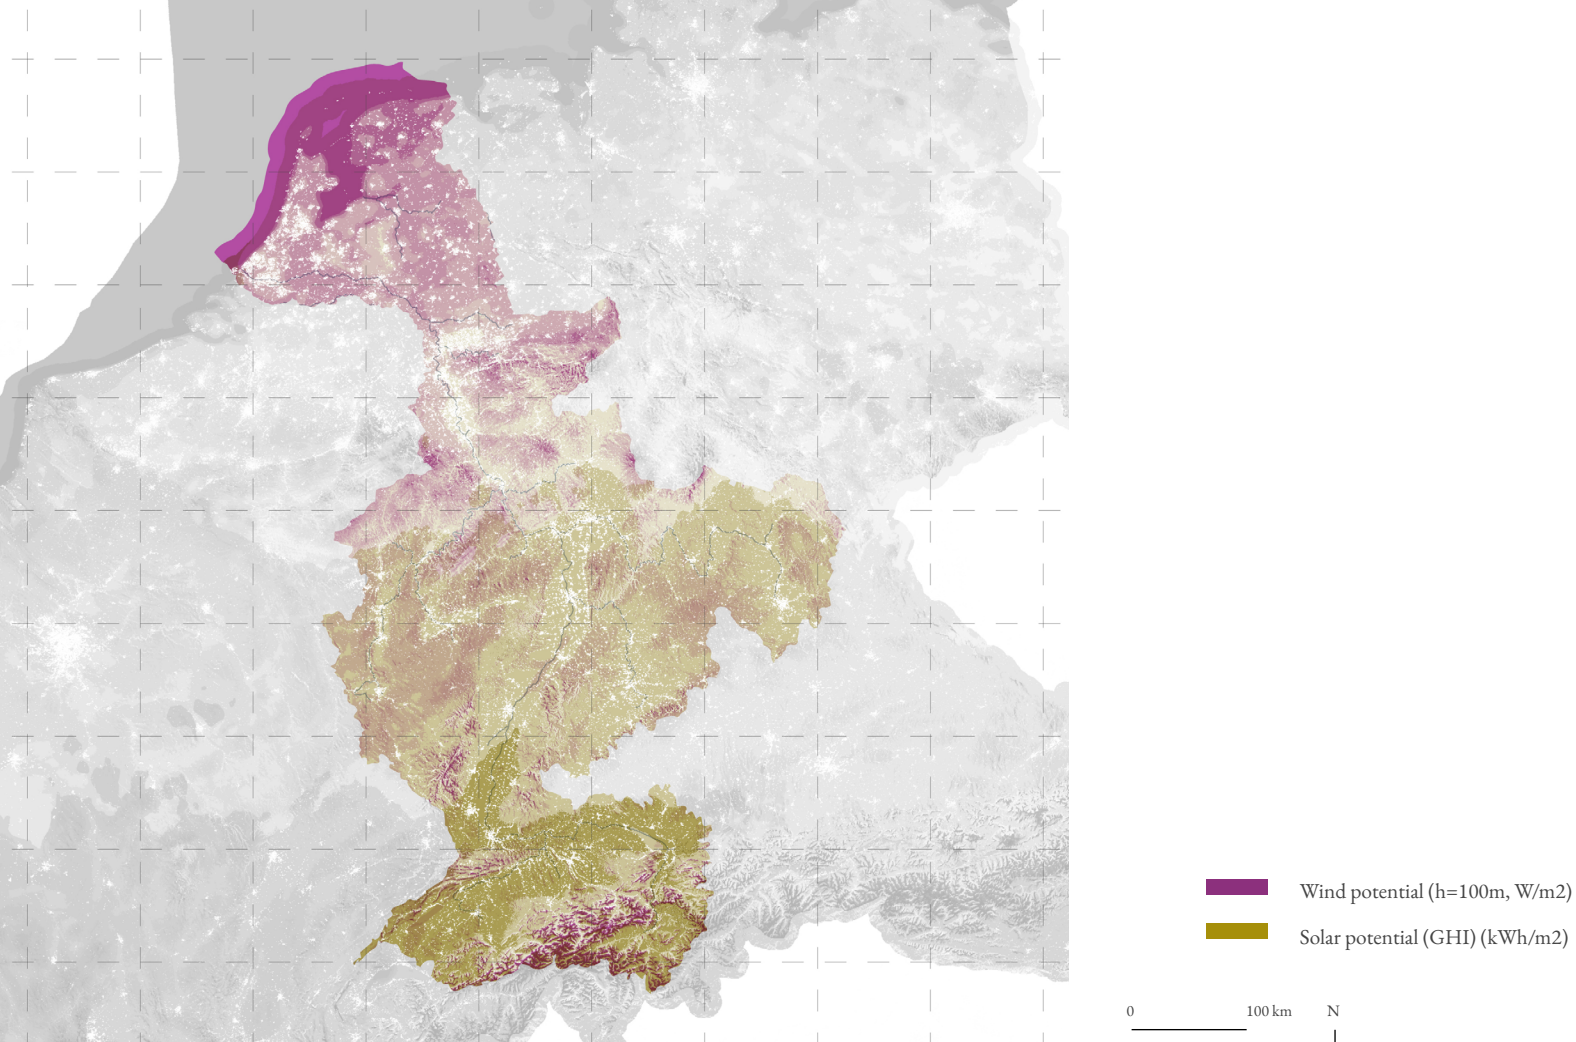 Wind potential (h=100m, W/m2)
Solar potential (GHI) (kWh/m2)
0 100 km N